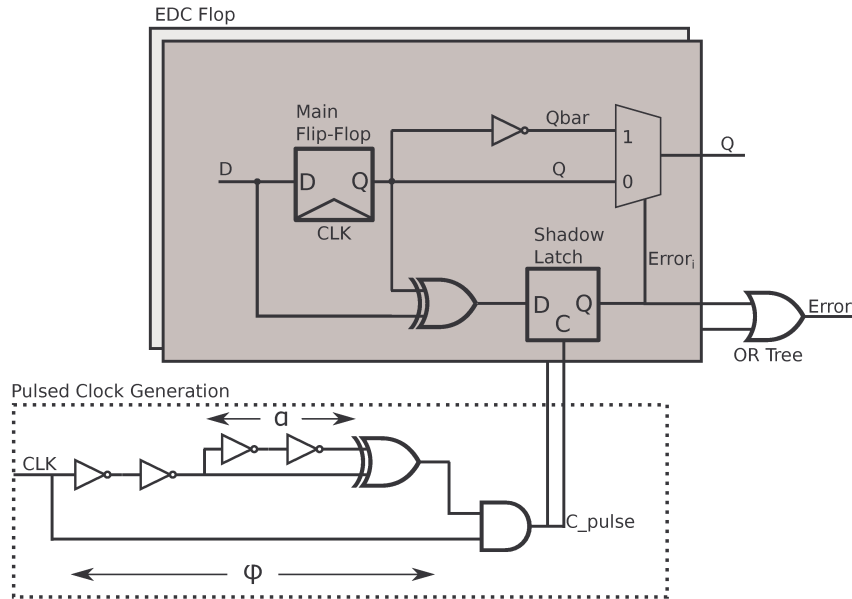 EDC Flop
Main
Flip-Flop
Qbar
1
Q
D
D
Q
Q
0
CLK
Shadow
Latch
Error_i
D
Q
C
Error
OR Tree
Pulsed Clock Generation
α
CLK
C_pulse
φ